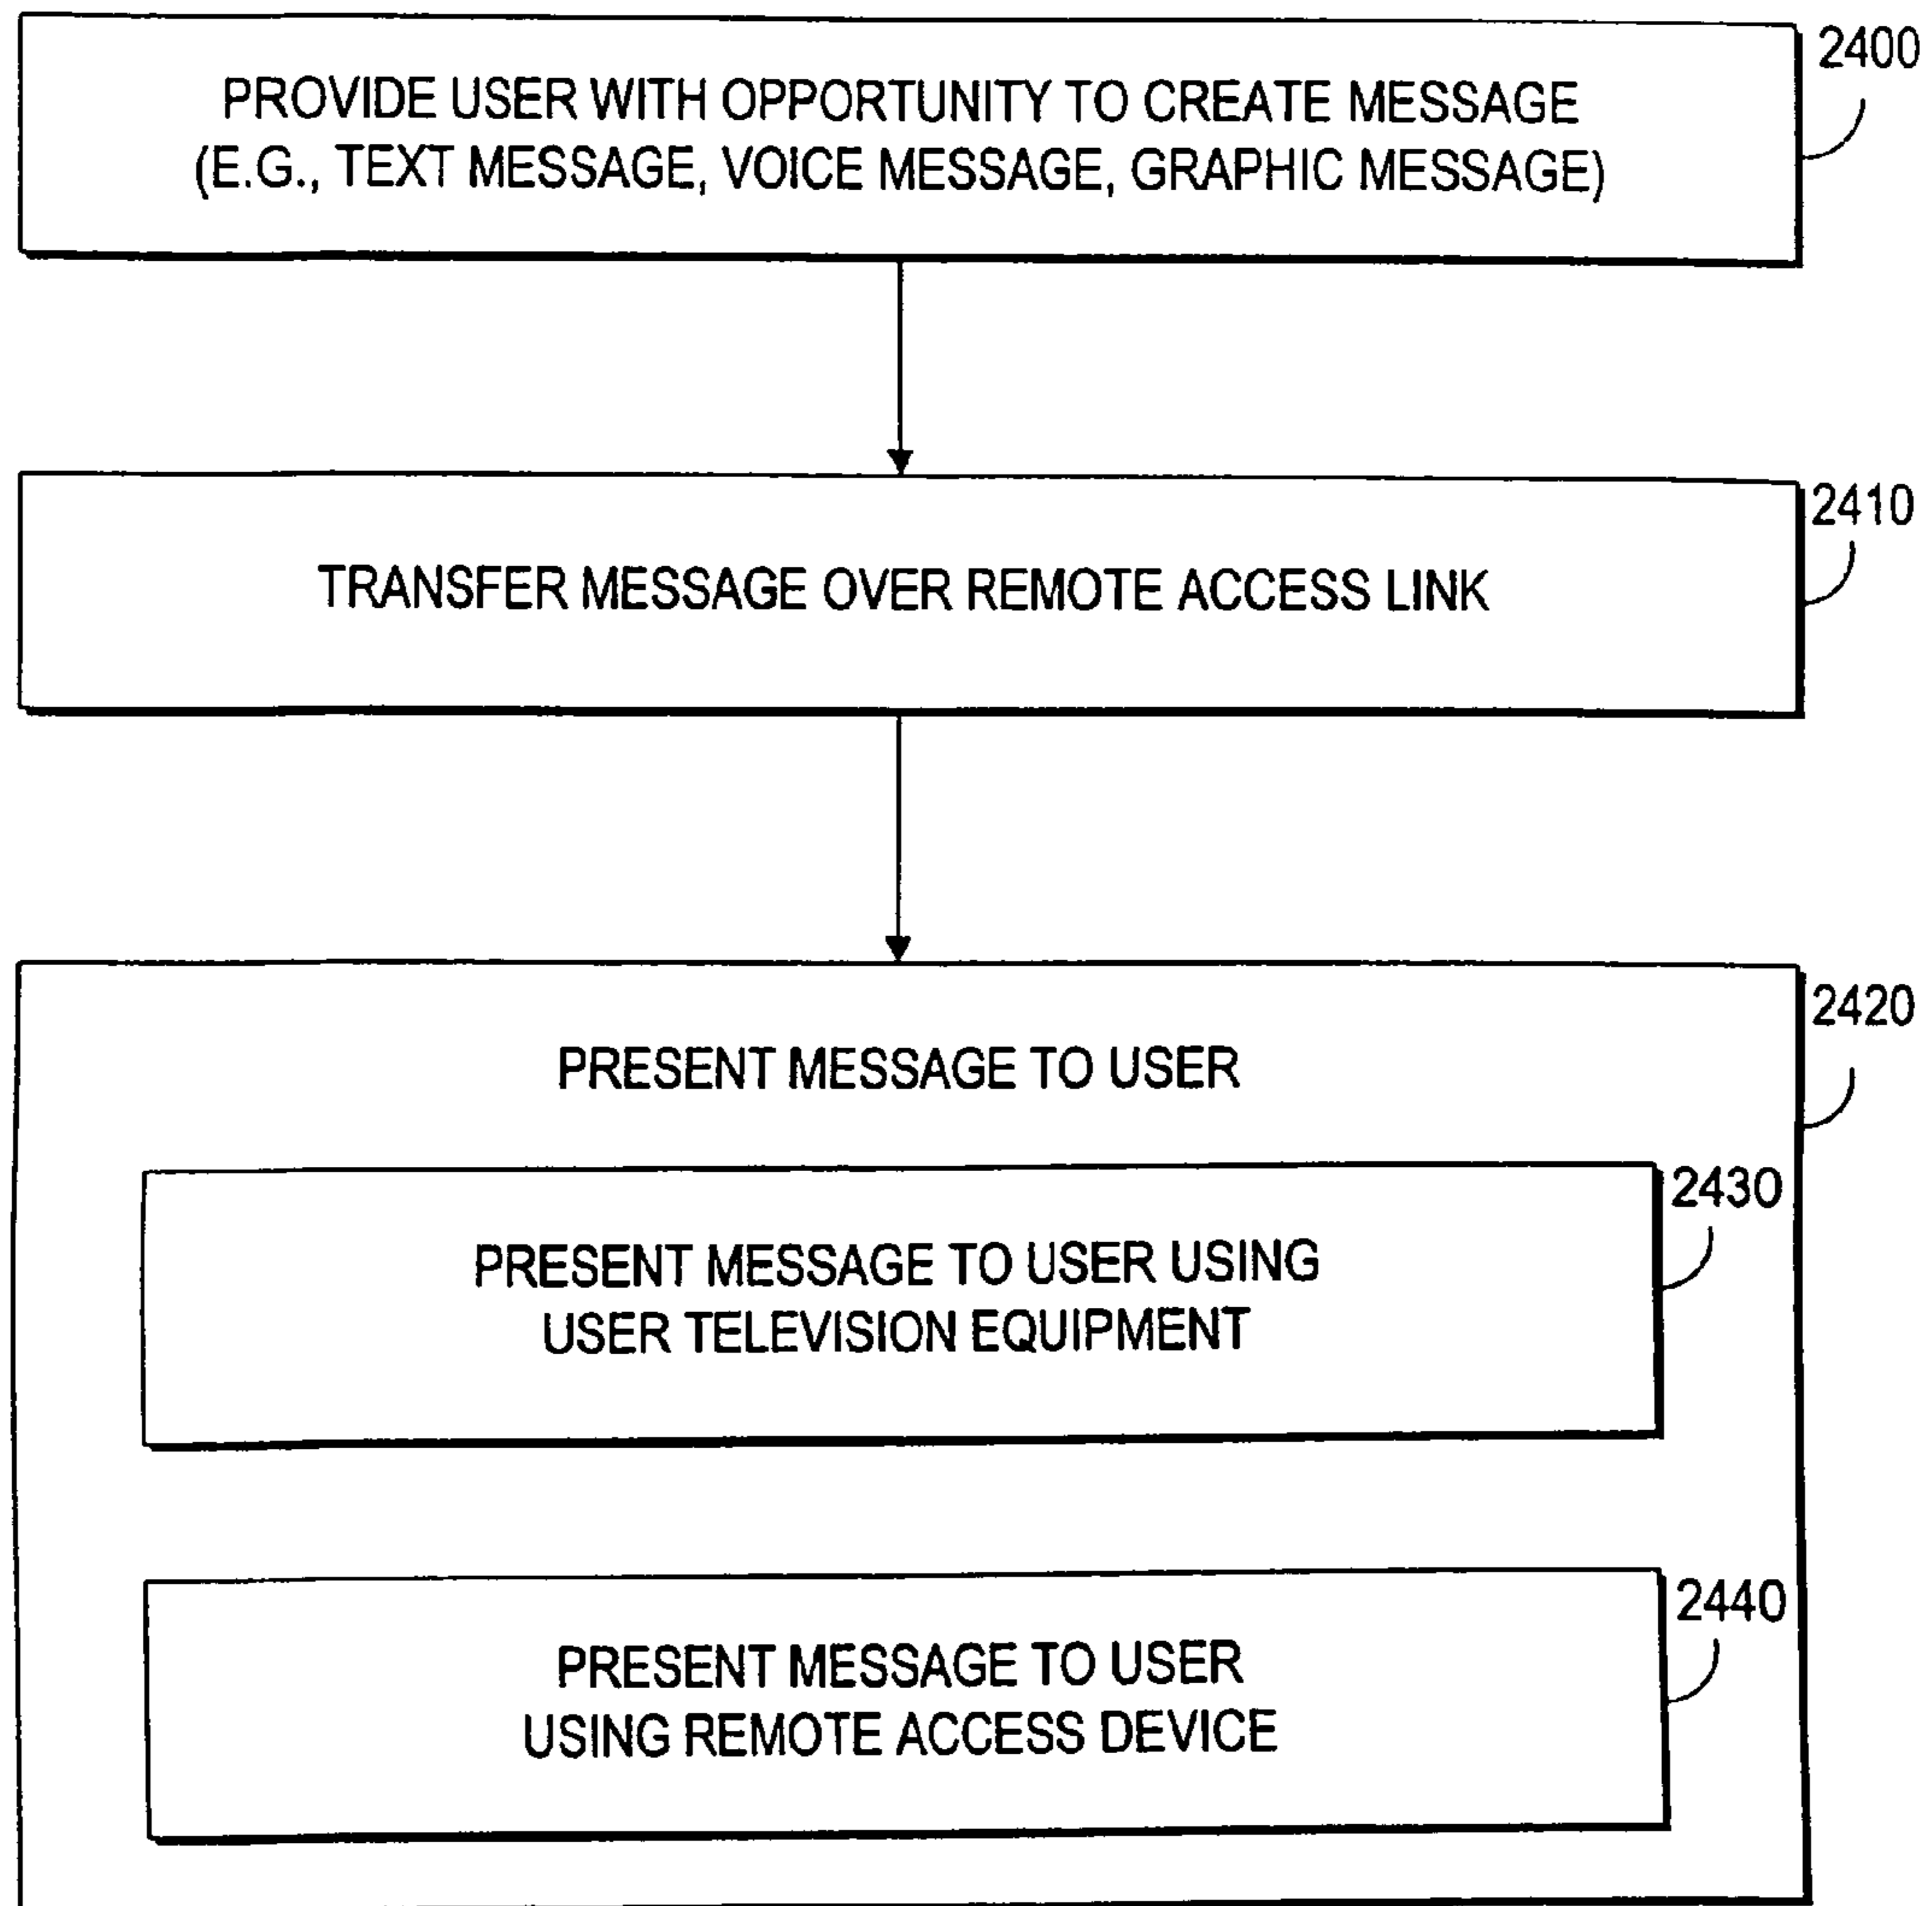 2400
PROVIDE USER WITH OPPORTUNITY TO CREATE MESSAGE
(E.G., TEXT MESSAGE, VOICE MESSAGE, GRAPHIC MESSAGE)
2410
TRANSFER MESSAGE OVER REMOTE ACCESS LINK
2420
PRESENT MESSAGE TO USER
2430
PRESENT MESSAGE TO USER USING
USER TELEVISION EQUIPMENT
2440
PRESENT MESSAGE TO USER
USING REMOTE ACCESS DEVICE